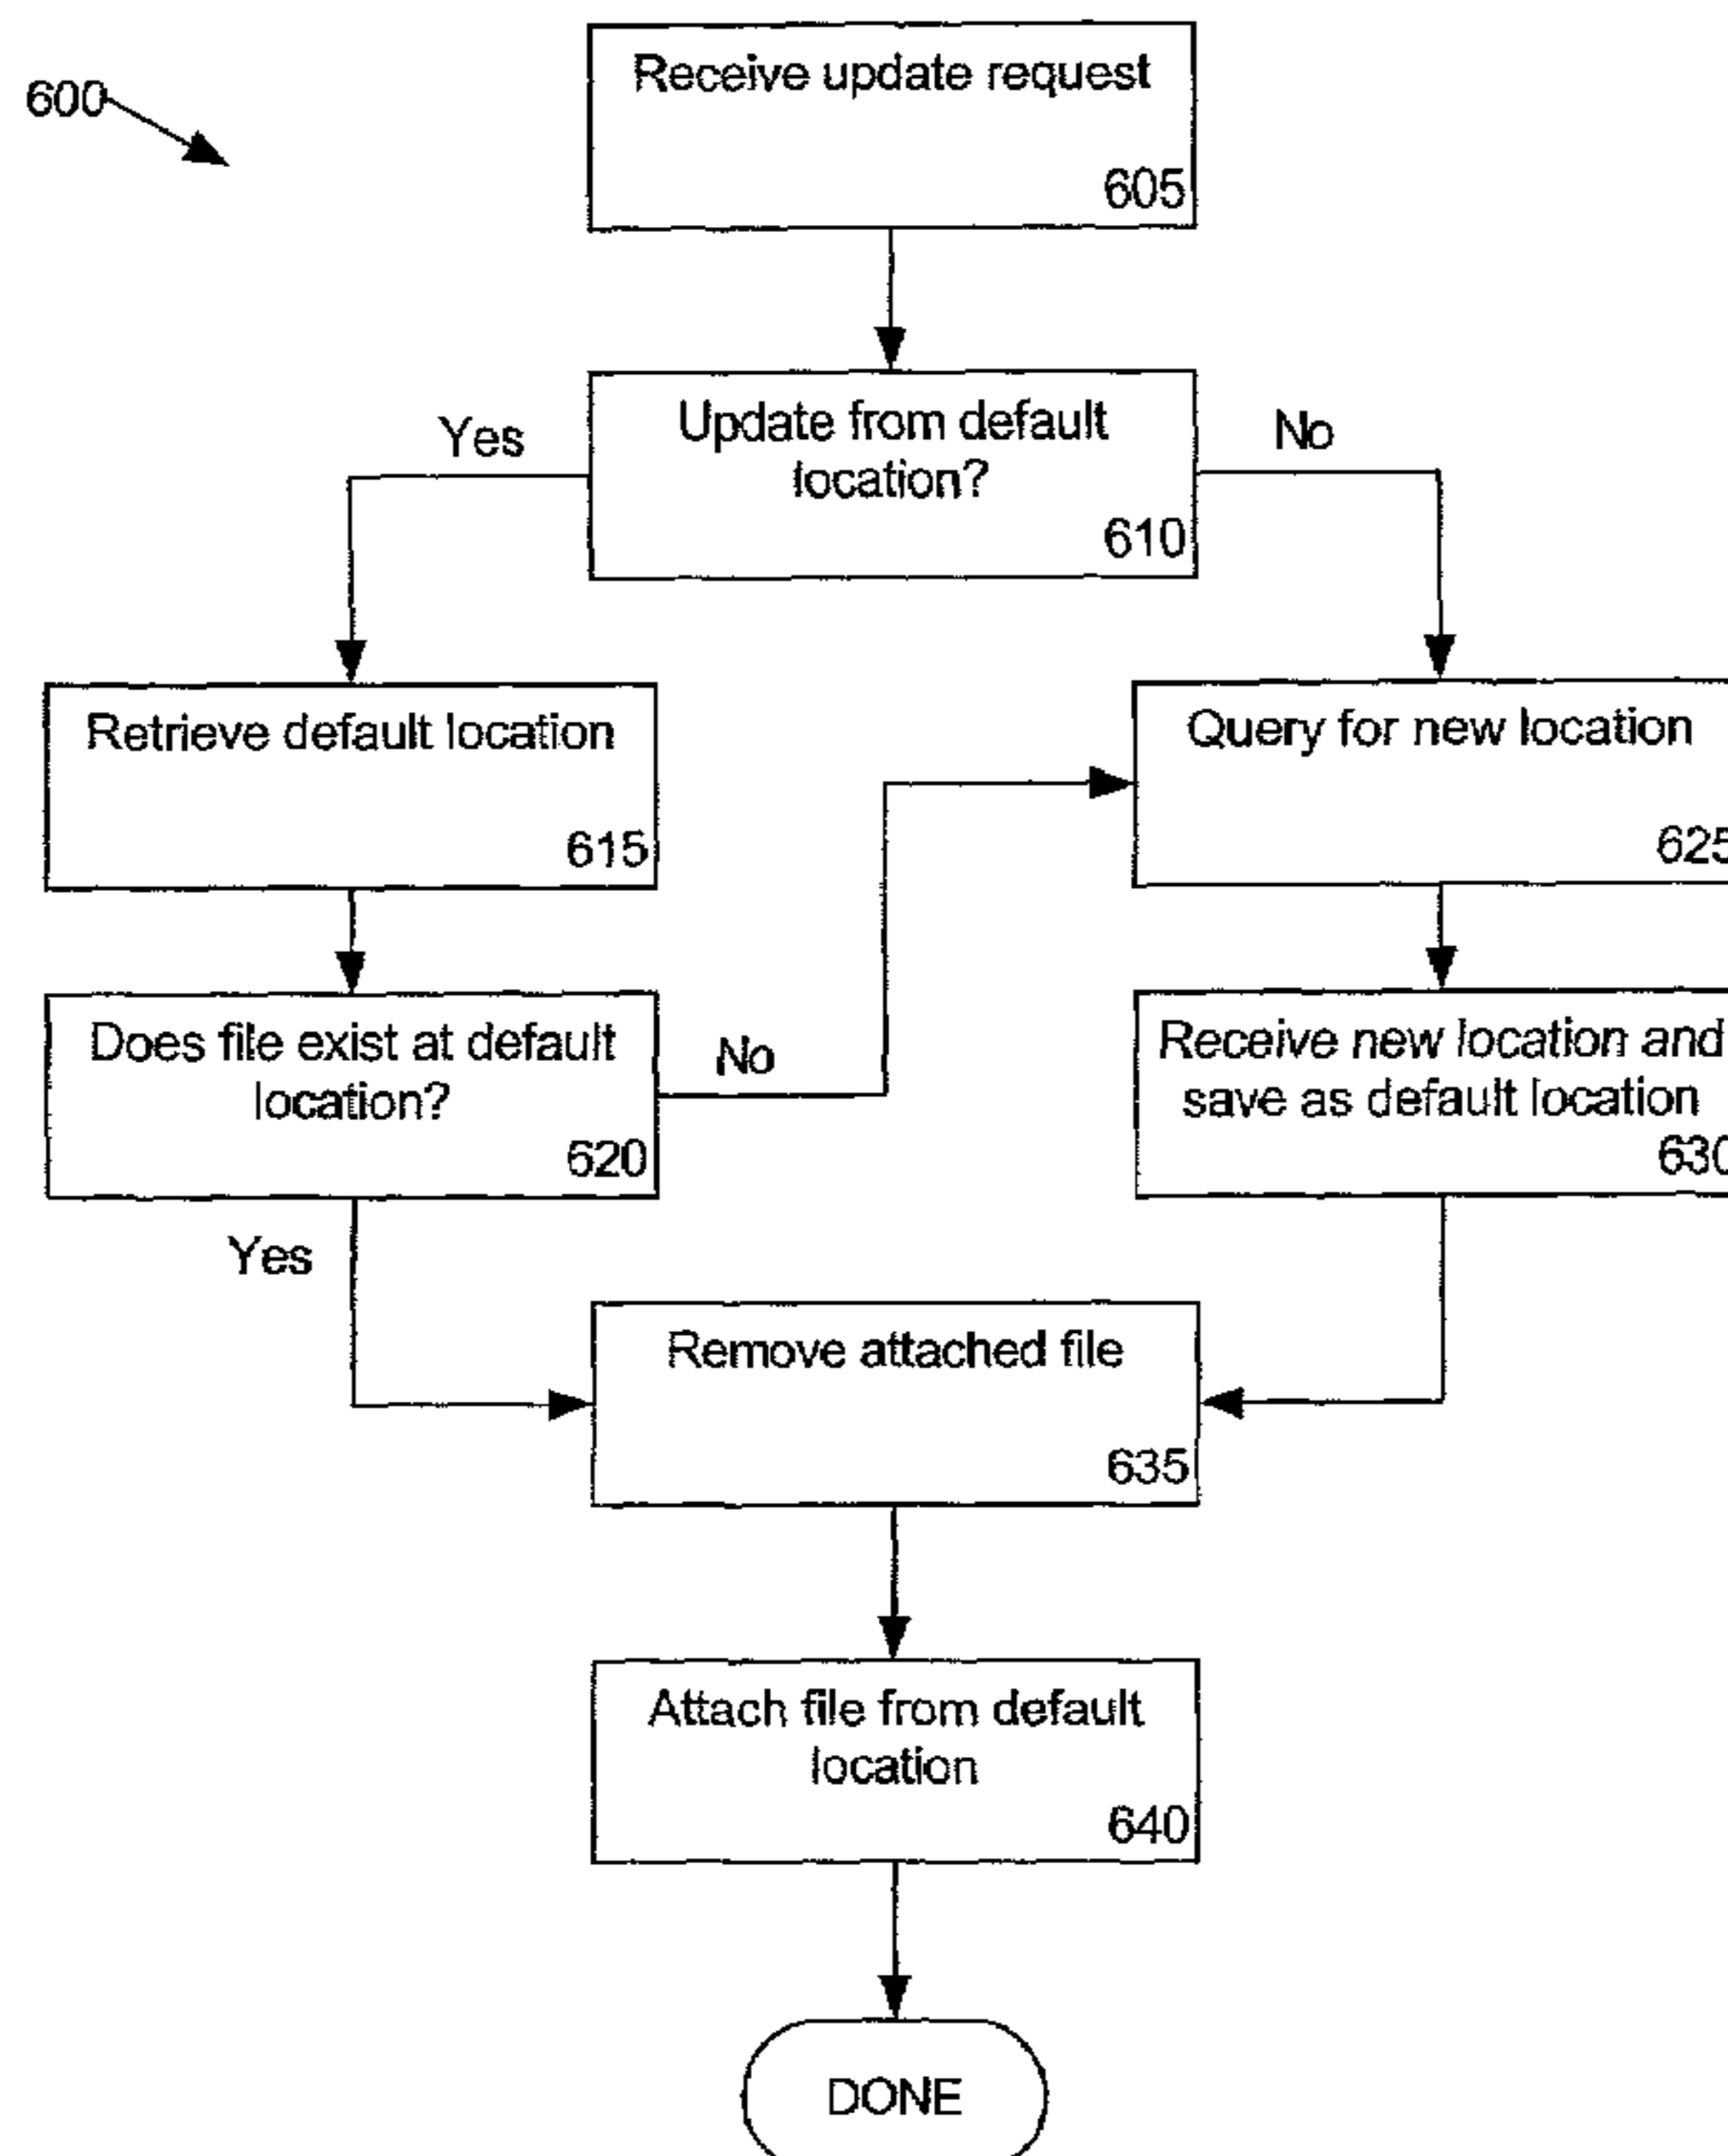 600
Receive update request
605
Update from default
location?
610
Yes
No
Retrieve default location
615
Query for new location
625
Does file exist at default
location?
620
No
Receive new location and
save as default location
630
Yes
Remove attached file
635
Attach file from default
location
640
DONE